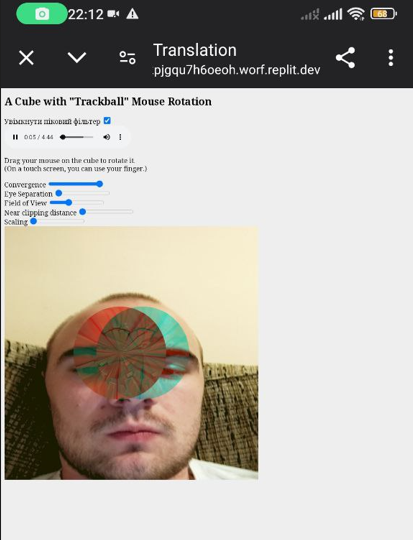 22:12
68
Translation
:pjgqu7h6oeoh.worf.replit.dev
A Cube with "Trackball" Mouse Rotation
Увімкнути піковий фільтер
0:05 / 4:44
Drag your mouse on the cube to rotate it.
(On a touch screen, you can use your finger.)
Convergence
Eye Separation
Field of View
Near clipping distance
Scaling